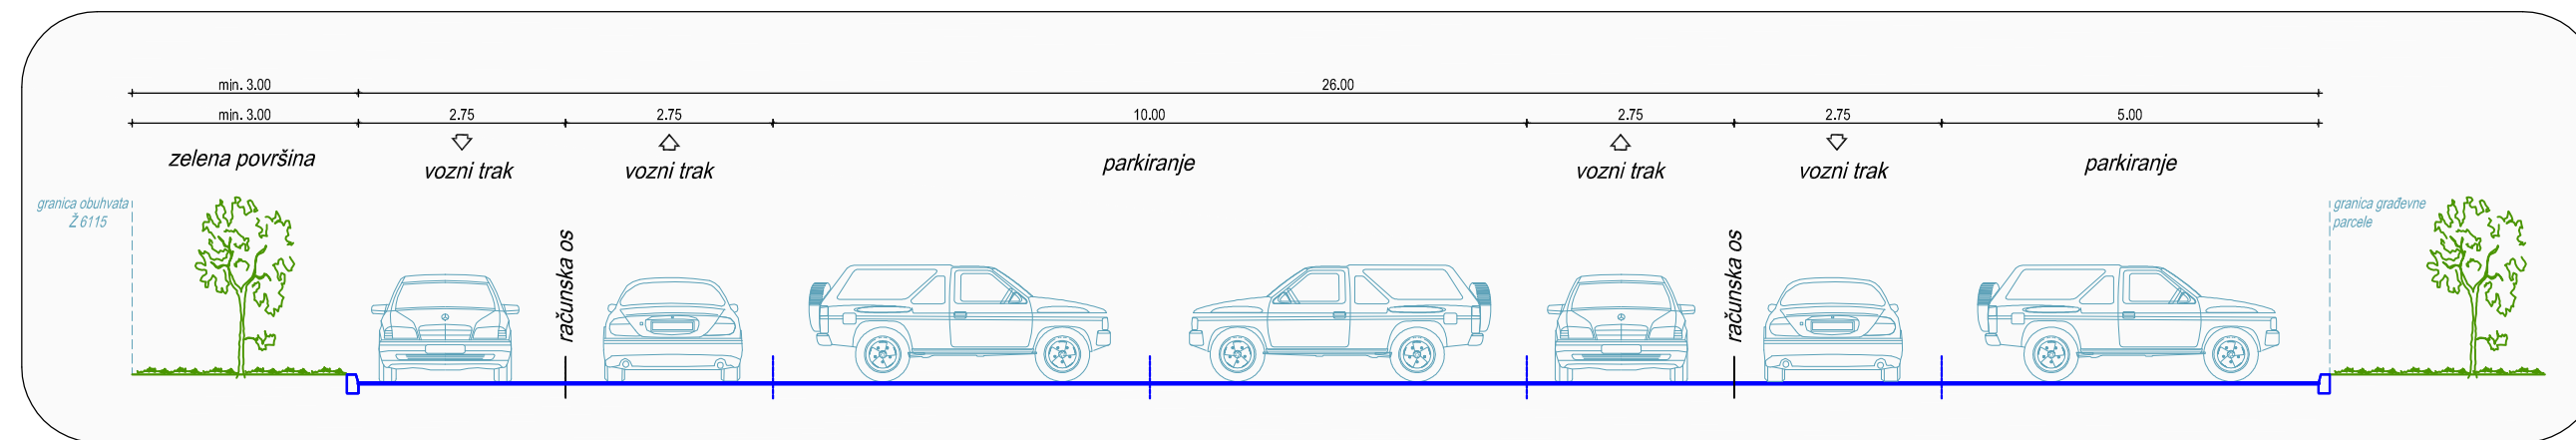 min. 3.00
26.00
min. 3.00
2.75
2.75
10.00
2.75
2.75
5.00
zelena površina
vozni trak
vozni trak
parkiranje
vozni trak
vozni trak
parkiranje
granica obuhvata
Ž 6115
računska os
računska os
granica građevne
parcele